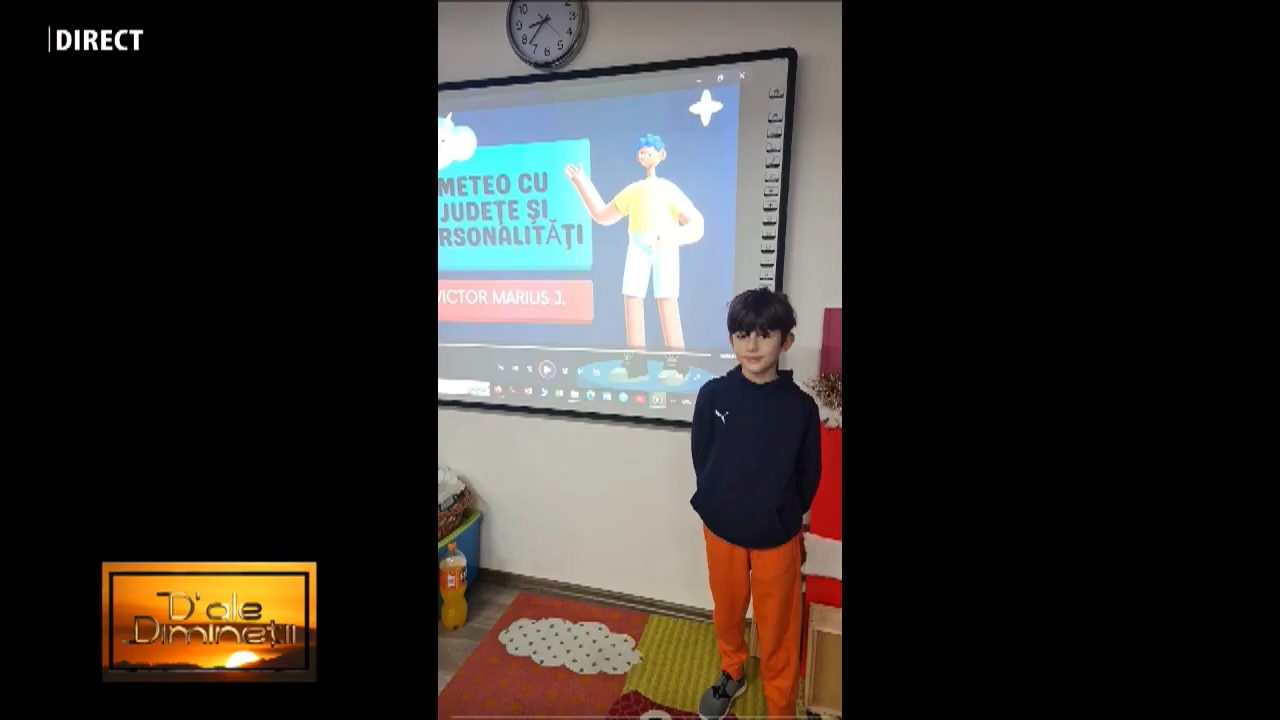 DIRECT
METEO CU
JUDEȚE ȘI
RSONALITĂȚI
VICTOR MARIUS J.
D'ale
Dimineții